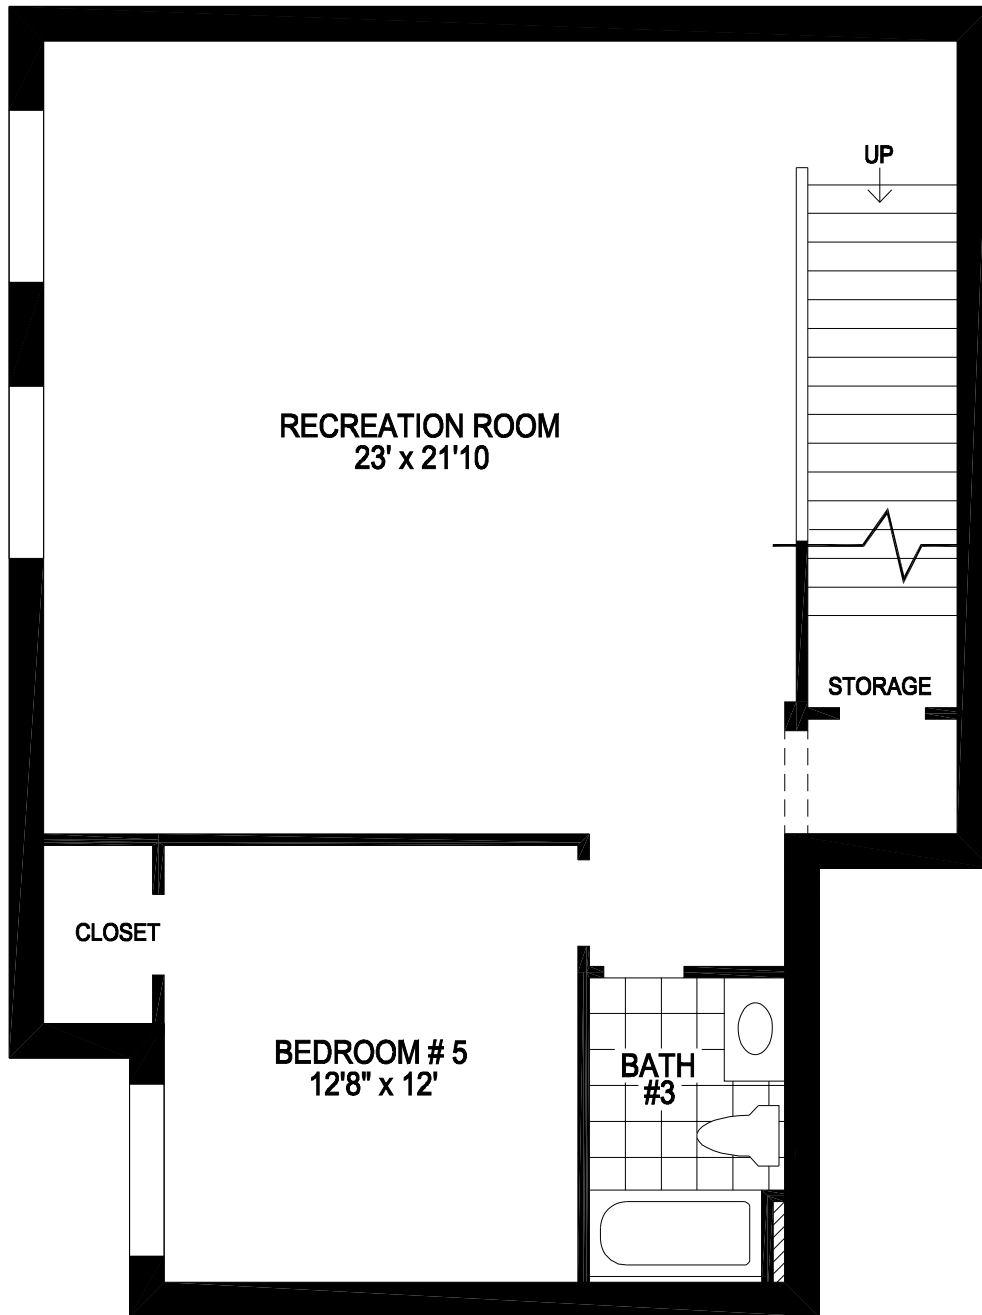 UP
RECREATION ROOM
23' x 21'10
STORAGE
CLOSET
BEDROOM # 5
12'8" x 12'
BATH
#3